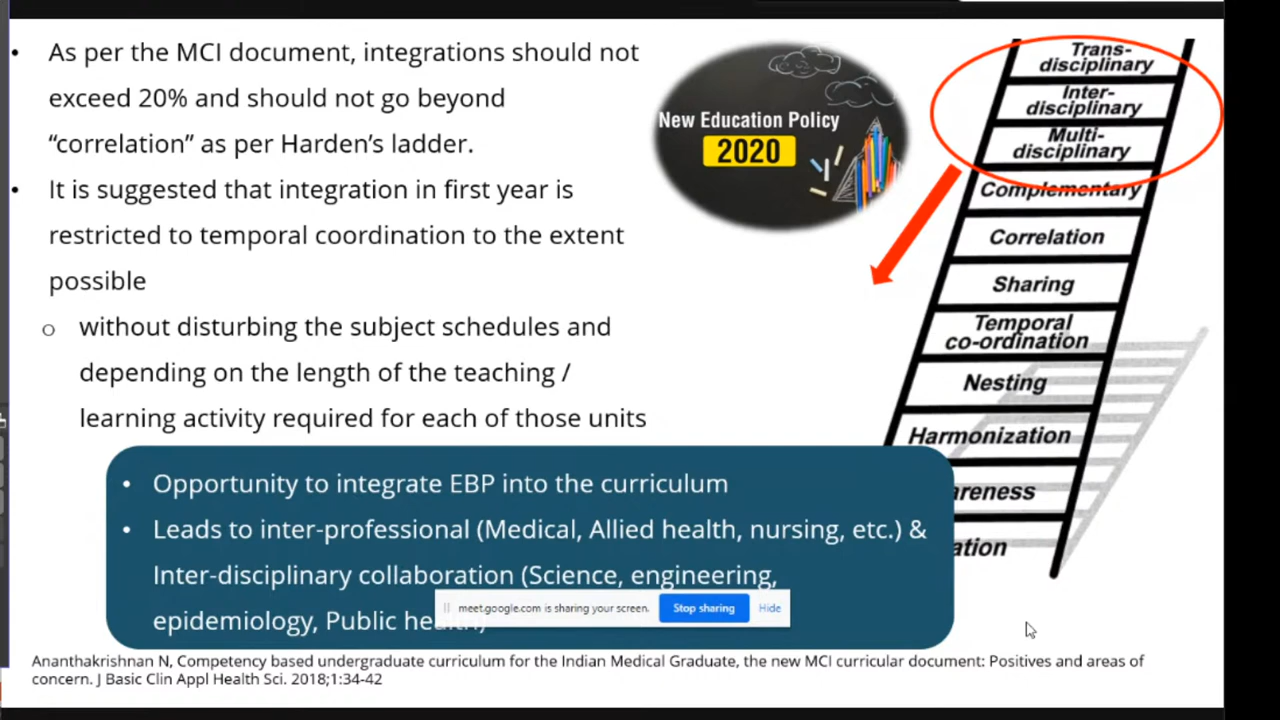 • As per the MCI document, integrations should not
exceed 20% and should not go beyond
“correlation” as per Harden’s ladder.
• It is suggested that integration in first year is
restricted to temporal coordination to the extent
possible
o without disturbing the subject schedules and
depending on the length of the teaching /
learning activity required for each of those units
New Education Policy
2020
Trans-
disciplinary
Inter-
disciplinary
Multi-
disciplinary
Complementary
Correlation
Sharing
Temporal
co-ordination
Nesting
Harmonization
areness
ation
• Opportunity to integrate EBP into the curriculum
• Leads to inter-professional (Medical, Allied health, nursing, etc.) &
Inter-disciplinary collaboration (Science, engineering,
epidemiology, Public health)
meet.google.com is sharing your screen. Stop sharing Hide
Ananthakrishnan N, Competency based undergraduate curriculum for the Indian Medical Graduate, the new MCI curricular document: Positives and areas of
concern. J Basic Clin Appl Health Sci. 2018;1:34-42